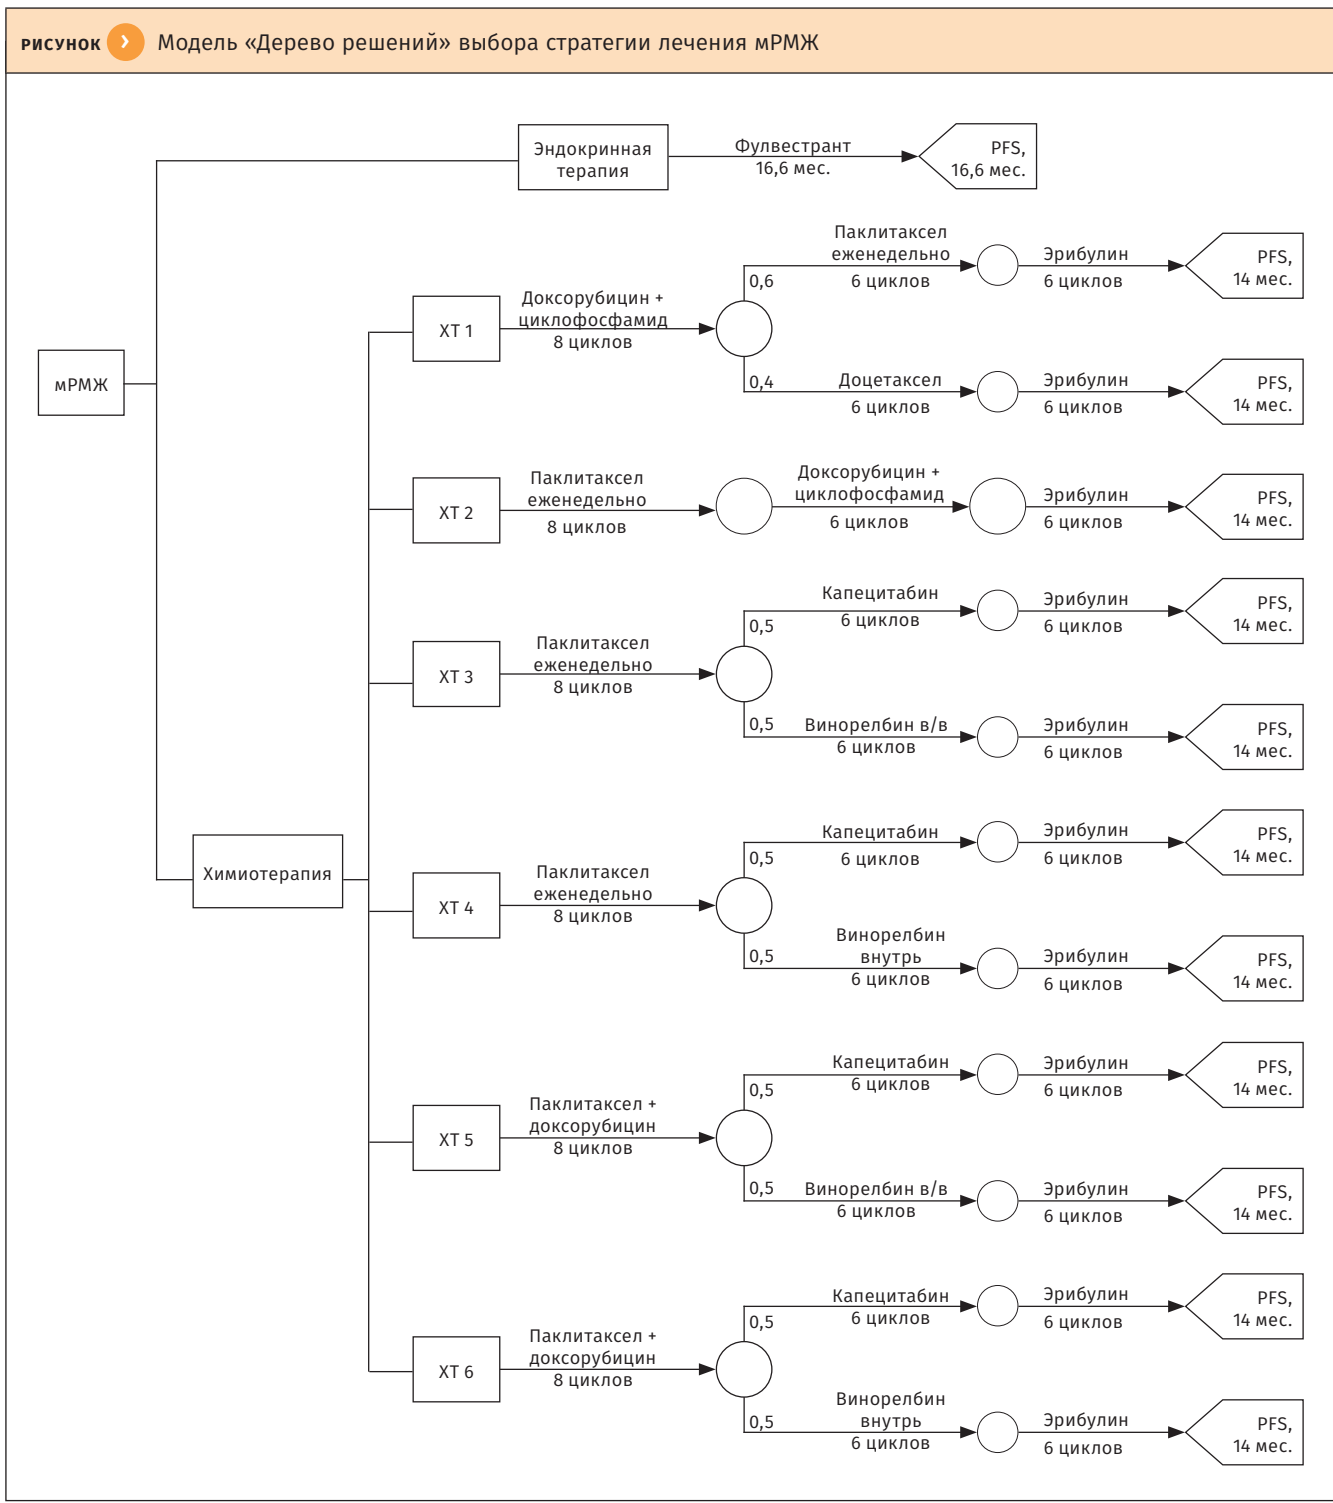 РИСУНОК › Модель «Дерево решений» выбора стратегии лечения мРМЖ
мРМЖ
Эндокринная
терапия
Фулвестрант
16,6 мес.
PFS,
16,6 мес.
Химиотерапия
ХТ 1
Доксорубицин +
циклофосфамид
8 циклов
0,6
Паклитаксел
еженедельно
6 циклов
Эрибулин
6 циклов
PFS,
14 мес.
0,4
Доцетаксел
6 циклов
Эрибулин
6 циклов
PFS,
14 мес.
ХТ 2
Паклитаксел
еженедельно
8 циклов
Доксорубицин +
циклофосфамид
6 циклов
Эрибулин
6 циклов
PFS,
14 мес.
ХТ 3
Паклитаксел
еженедельно
8 циклов
0,5
Капецитабин
6 циклов
Эрибулин
6 циклов
PFS,
14 мес.
0,5
Винорелбин в/в
6 циклов
Эрибулин
6 циклов
PFS,
14 мес.
ХТ 4
Паклитаксел
еженедельно
8 циклов
0,5
Капецитабин
6 циклов
Эрибулин
6 циклов
PFS,
14 мес.
0,5
Винорелбин
внутрь
6 циклов
Эрибулин
6 циклов
PFS,
14 мес.
ХТ 5
Паклитаксел +
доксорубицин
8 циклов
0,5
Капецитабин
6 циклов
Эрибулин
6 циклов
PFS,
14 мес.
0,5
Винорелбин в/в
6 циклов
Эрибулин
6 циклов
PFS,
14 мес.
ХТ 6
Паклитаксел +
доксорубицин
8 циклов
0,5
Капецитабин
6 циклов
Эрибулин
6 циклов
PFS,
14 мес.
0,5
Винорелбин
внутрь
6 циклов
Эрибулин
6 циклов
PFS,
14 мес.